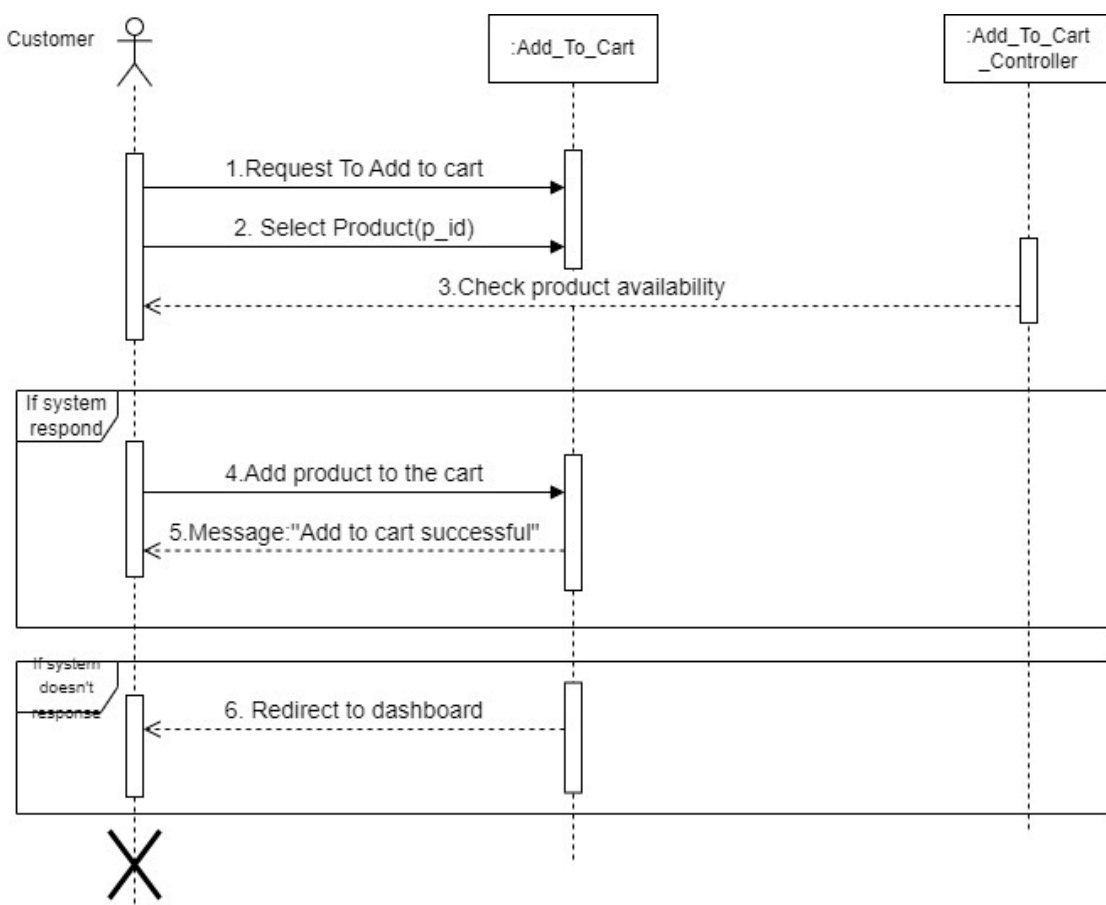 Customer
:Add_To_Cart
:Add_To_Cart
_Controller
1.Request To Add to cart
2. Select Product(p_id)
3.Check product availability
If system
respond
4.Add product to the cart
5.Message:"Add to cart successful"
If system
doesn't
response
6. Redirect to dashboard